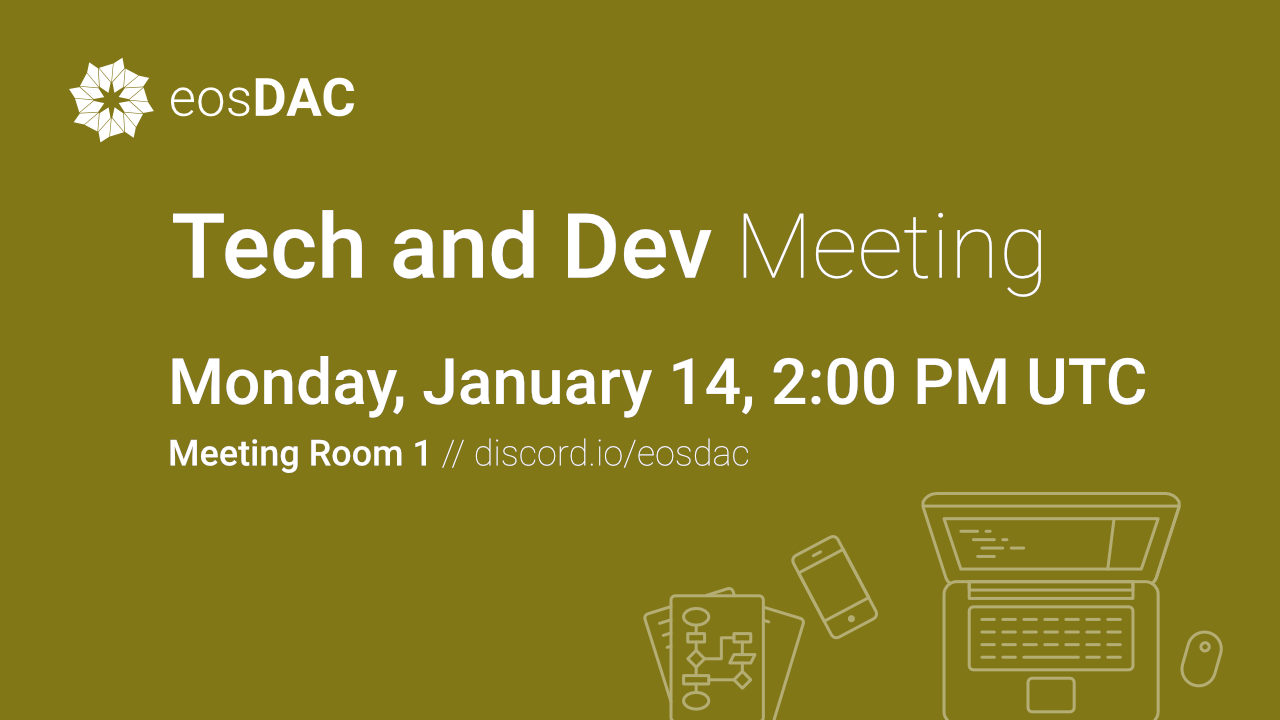 eosDAC
Tech and Dev Meeting
Monday, January 14, 2:00 PM UTC
Meeting Room 1 // discord.io/eosdac